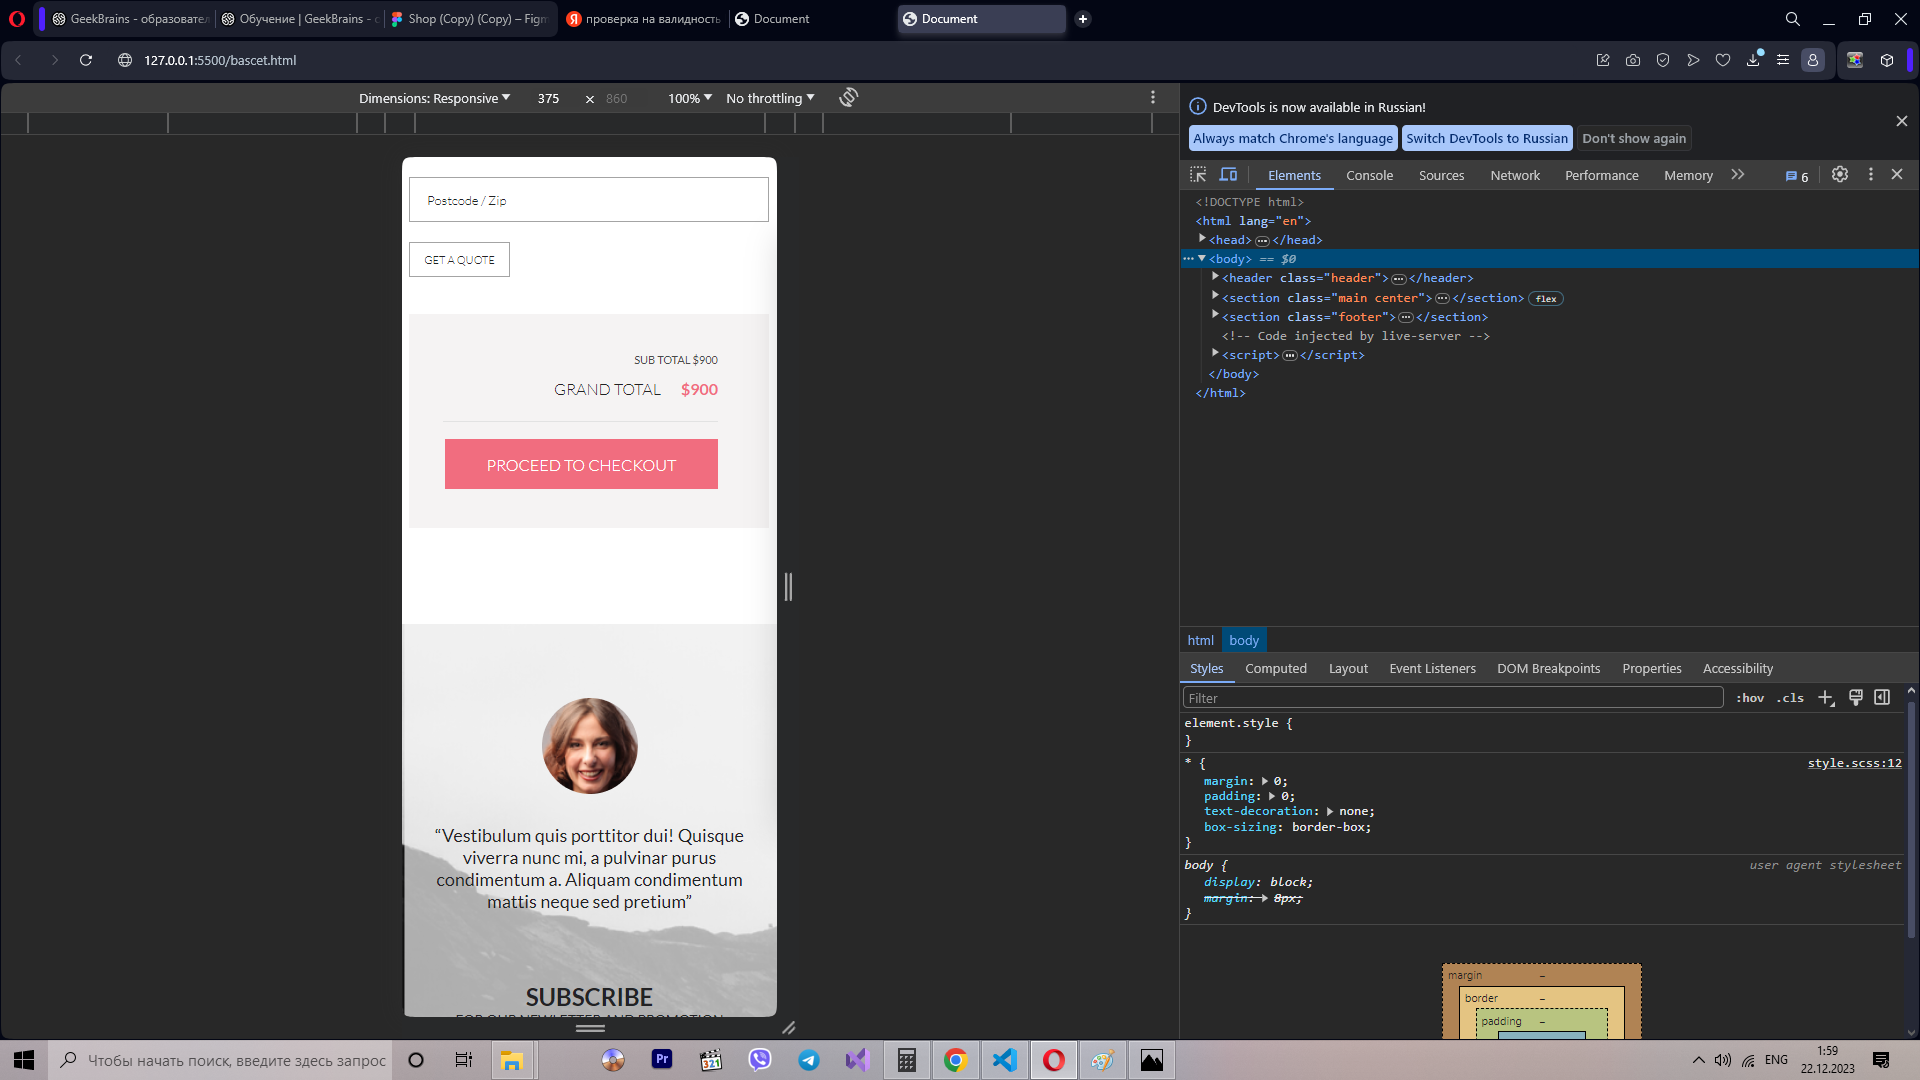 GeekBrains - образовател
Обучение | GeekBrains - с
Shop (Copy) (Copy) – Figm
проверка на валидность
Document
Document
127.0.0.1:5500/bascet.html
Dimensions: Responsive
375
×
860
100%
No throttling
DevTools is now available in Russian!
Always match Chrome's language
Switch DevTools to Russian
Don't show again
Elements
Console
Sources
Network
Performance
Memory
6
<!DOCTYPE html>
<html lang="en">
<head>…</head>
<body> == $0
<header class="header">…</header>
<section class="main center">…</section> flex
<section class="footer">…</section>
<!-- Code injected by live-server -->
<script>…</script>
</body>
</html>
Postcode / Zip
GET A QUOTE
SUB TOTAL $900
GRAND TOTAL $900
PROCEED TO CHECKOUT
“Vestibulum quis porttitor dui! Quisque
viverra nunc mi, a pulvinar purus
condimentum a. Aliquam condimentum
mattis neque sed pretium”
SUBSCRIBE
FOR OUR NEWLETTER AND PROMOTION
html
body
Styles
Computed
Layout
Event Listeners
DOM Breakpoints
Properties
Accessibility
Filter
:hov
.cls
element.style {
}
* {
style.scss:12
margin: 0;
padding: 0;
text-decoration: none;
box-sizing: border-box;
}
body {
user agent stylesheet
display: block;
margin: 8px;
}
margin –
border –
padding –
Чтобы начать поиск, введите здесь запрос
Pr
321
ENG
1:59
22.12.2023